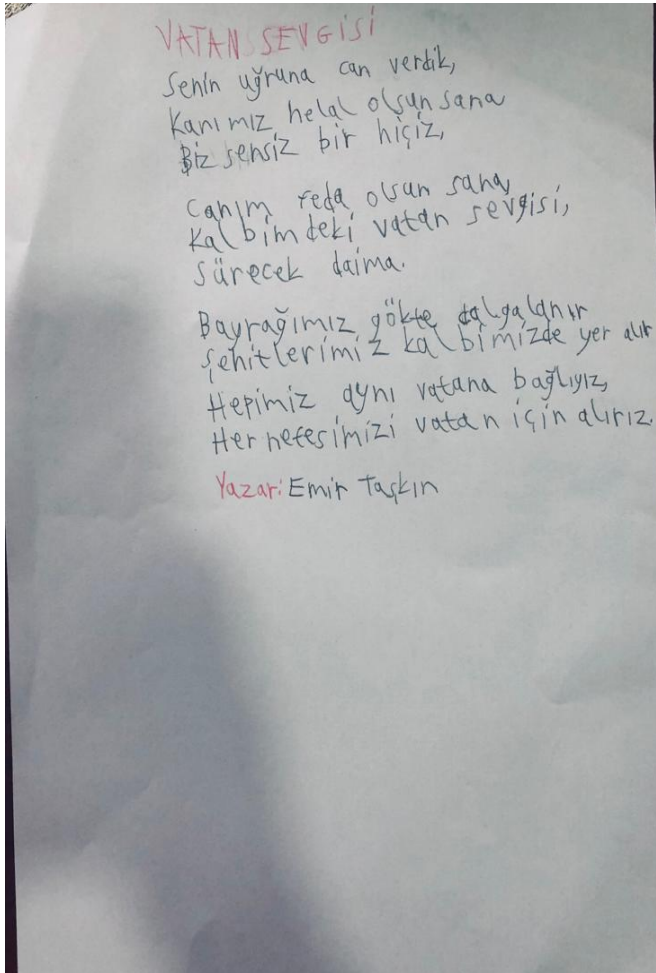 VATAN SEVGİSİ
Senin uğruna can verdik,
Kanımız helal olsun sana
Biz sensiz bir hiçiz,
Canım feda olsun sana,
Kalbimdeki vatan sevgisi,
Sürecek daima.
Bayrağımız gökte dalgalanır
Şehitlerimiz kalbimizde yer alır
Hepimiz aynı vatana bağlıyız,
Her nefesimizi vatan için alırız.
Yazar: Emir Taşkın